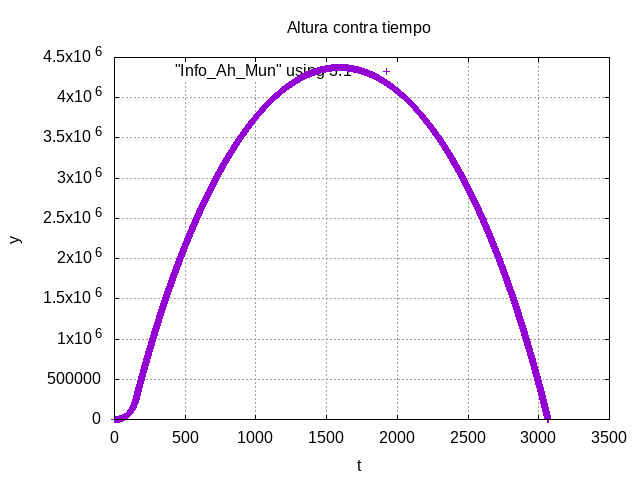 Altura contra tiempo
"Info_Ah_Mun" using 3:1
4.5x10 6
4x10 6
3.5x10 6
3x10 6
2.5x10 6
2x10 6
1.5x10 6
1x10 6
500000
0
y
0 500 1000 1500 2000 2500 3000 3500
t